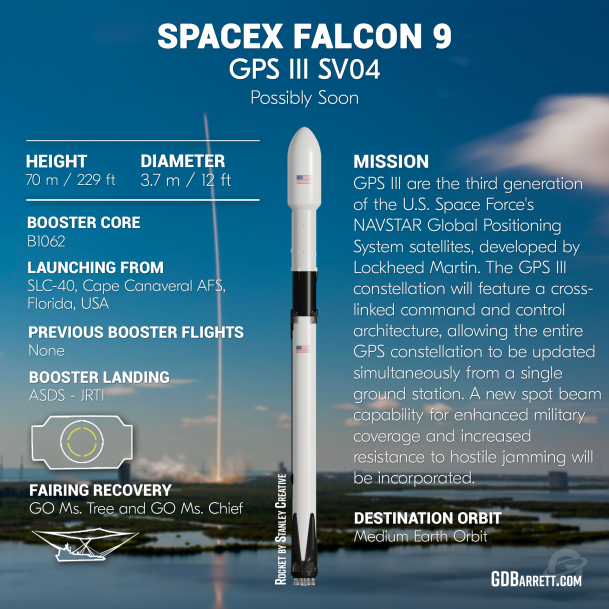 SPACEX FALCON 9
GPS III SV04
Possibly Soon
HEIGHT
70 m / 229 ft
DIAMETER
3.7 m / 12 ft
BOOSTER CORE
B1062
LAUNCHING FROM
SLC-40, Cape Canaveral AFS,
Florida, USA
PREVIOUS BOOSTER FLIGHTS
None
BOOSTER LANDING
ASDS - JRTI
FAIRING RECOVERY
GO Ms. Tree and GO Ms. Chief
ROCKET BY STANLEY CREATIVE
MISSION
GPS III are the third generation
of the U.S. Space Force's
NAVSTAR Global Positioning
System satellites, developed by
Lockheed Martin. The GPS III
constellation will feature a cross-
linked command and control
architecture, allowing the entire
GPS constellation to be updated
simultaneously from a single
ground station. A new spot beam
capability for enhanced military
coverage and increased
resistance to hostile jamming will
be incorporated.
DESTINATION ORBIT
Medium Earth Orbit
GDBARRETT.COM